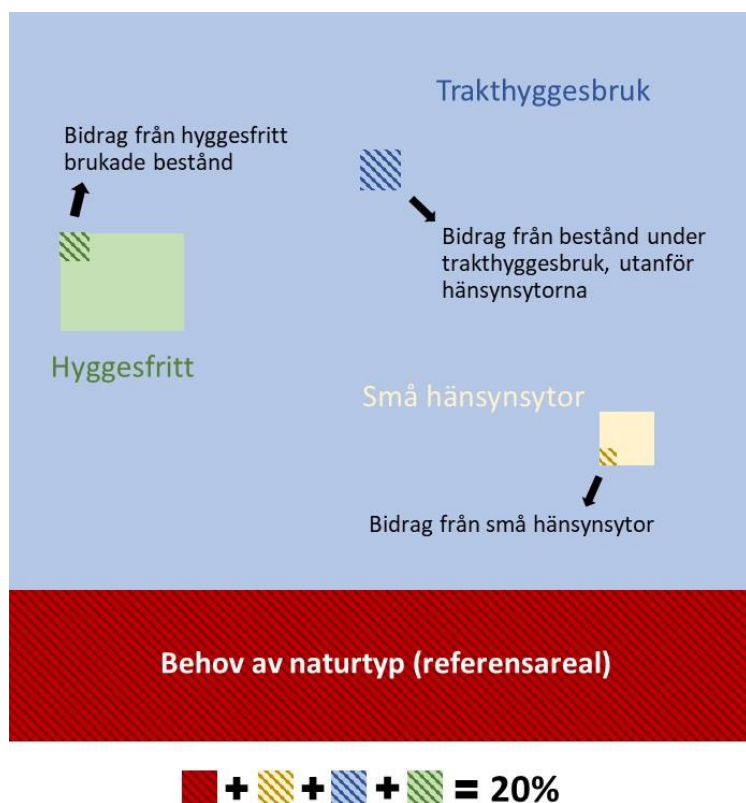 Trakthyggesbruk
Bidrag från hyggesfritt
brukade bestånd
Bidrag från bestånd under
trakthyggesbruk, utanför
hänsynsytorna
Hyggesfritt
Små hänsynsytor
Bidrag från små hänsynsytor
Behov av naturtyp (referensareal)
+ + + = 20%